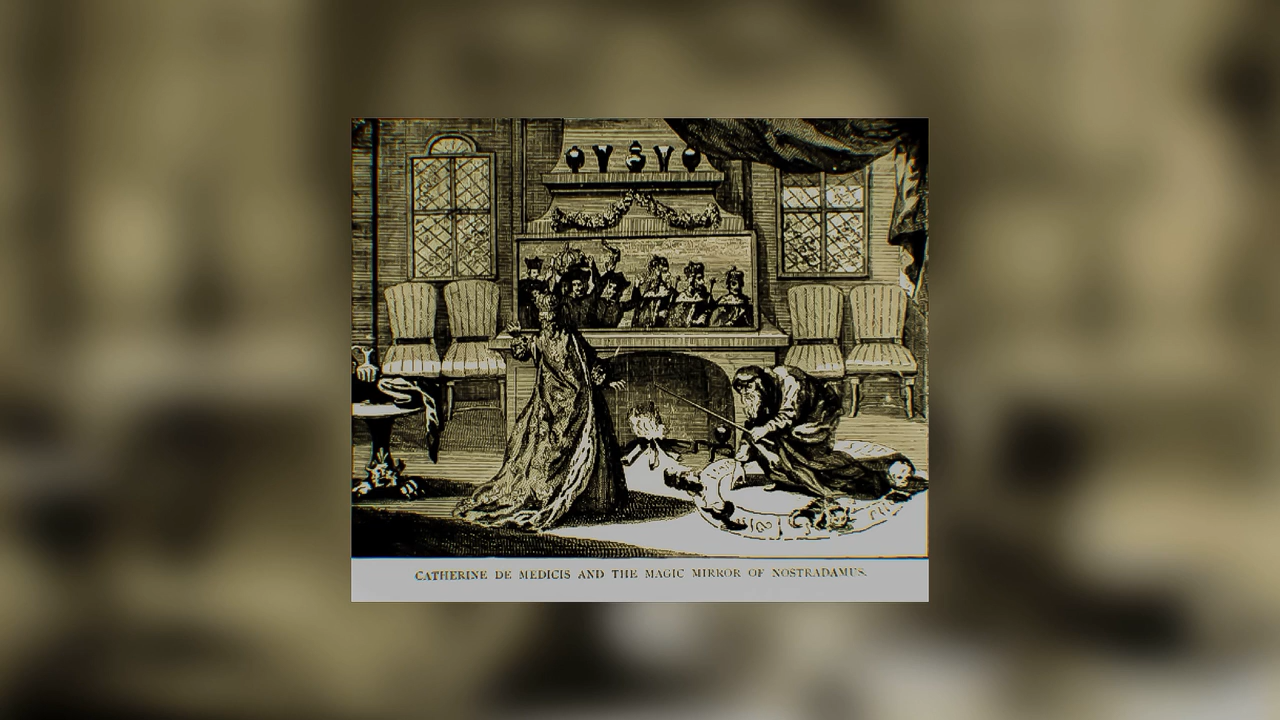 CATHERINE DE MEDICIS AND THE MAGIC MIRROR OF NOSTRADAMUS.